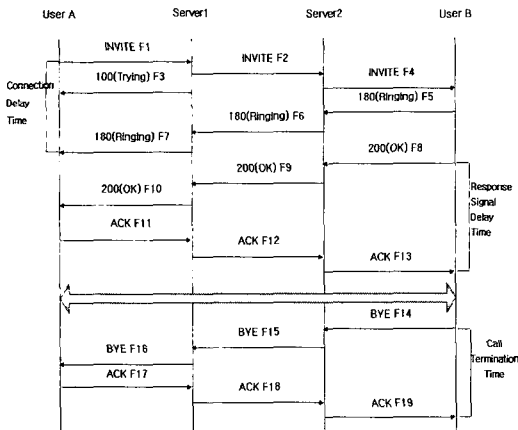 User A Server1 Server2 User B
INVITE F1
INVITE F2
100(Trying) F3
INVITE F4
Connection
Delay
Time
180(Ringing) F5
180(Ringing) F6
180(Ringing) F7
200(OK) F8
200(OK) F9
200(OK) F10
Response
Signal
Delay
Time
ACK F11
ACK F12
ACK F13
BYE F14
BYE F15
BYE F16
Call
Termination
Time
ACK F17
ACK F18
ACK F19